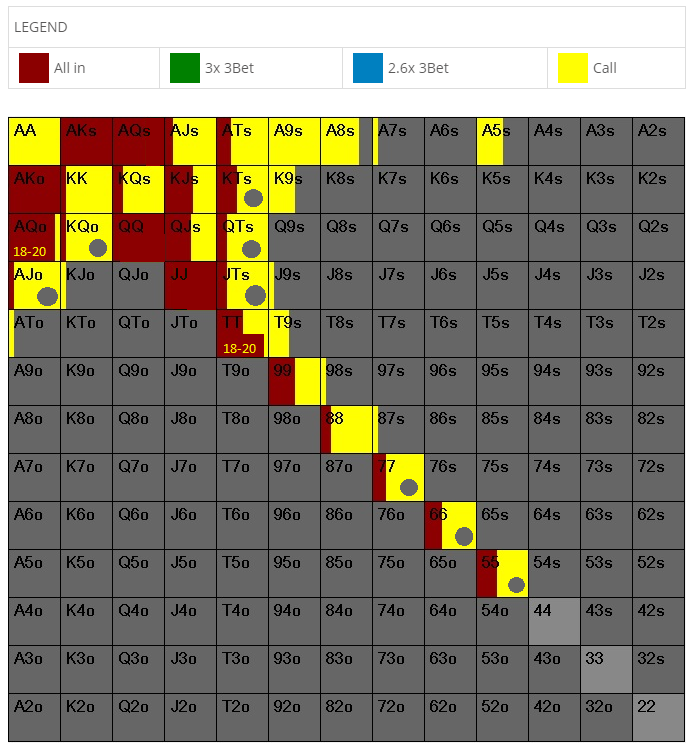 LEGEND
All in 3x 3Bet 2.6x 3Bet Call
AA AKs AQs AJs ATs A9s A8s A7s A6s A5s A4s A3s A2s
AKo KK KQs KJs KTs K9s K8s K7s K6s K5s K4s K3s K2s
AQo KQo QQ QJs QTs Q9s Q8s Q7s Q6s Q5s Q4s Q3s Q2s
18-20
AJo KJo QJo JJ JTs J9s J8s J7s J6s J5s J4s J3s J2s
ATo KTo QTo JTo TT T9s T8s T7s T6s T5s T4s T3s T2s
18-20
A9o K9o Q9o J9o T9o 99 98s 97s 96s 95s 94s 93s 92s
A8o K8o Q8o J8o T8o 98o 88 87s 86s 85s 84s 83s 82s
A7o K7o Q7o J7o T7o 97o 87o 77 76s 75s 74s 73s 72s
A6o K6o Q6o J6o T6o 96o 86o 76o 66 65s 64s 63s 62s
A5o K5o Q5o J5o T5o 95o 85o 75o 65o 55 54s 53s 52s
A4o K4o Q4o J4o T4o 94o 84o 74o 64o 54o 44 43s 42s
A3o K3o Q3o J3o T3o 93o 83o 73o 63o 53o 43o 33 32s
A2o K2o Q2o J2o T2o 92o 82o 72o 62o 52o 42o 32o 22